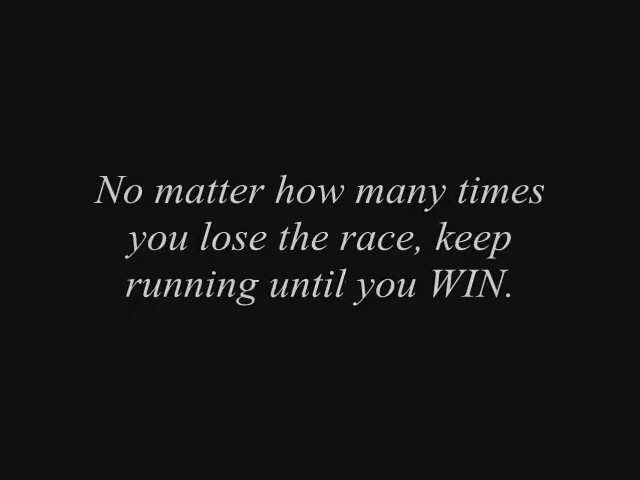 No matter how many times
you lose the race, keep
running until you WIN.